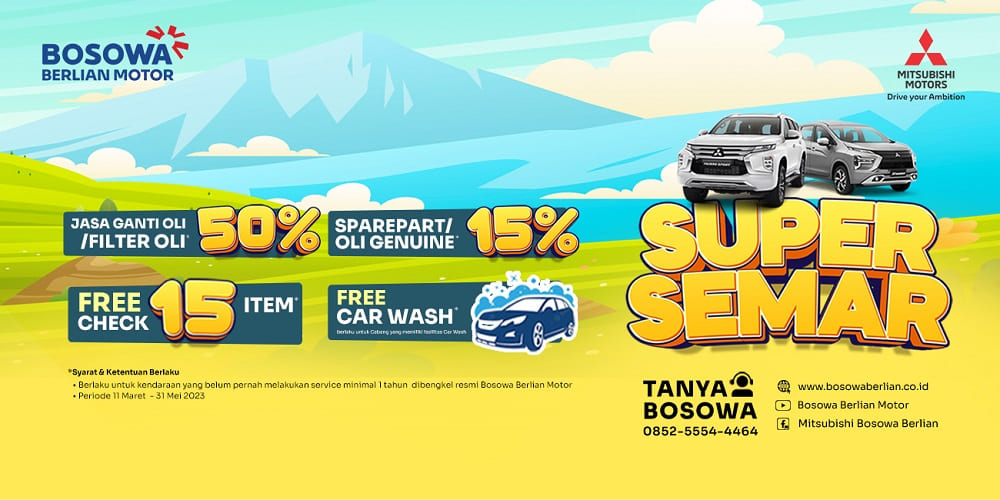 BOSOWA
BERLIAN MOTOR
MITSUBISHI
MOTORS
Drive your Ambition
JASA GANTI OLI
/FILTER OLI* 50%
SPAREPART/
OLI GENUINE* 15%
FREE
CHECK 15 ITEM*
FREE
CAR WASH*
berlaku untuk Cabang yang memiliki fasilitas Car Wash
PAJERO SPORT
SUPER
SEMAR
*Syarat & Ketentuan Berlaku
• Berlaku untuk kendaraan yang belum pernah melakukan service minimal 1 tahun dibengkel resmi Bosowa Berlian Motor
• Periode 11 Maret - 31 Mei 2023
TANYA
BOSOWA
0852-5554-4464
www.bosowaberlian.co.id
Bosowa Berlian Motor
Mitsubishi Bosowa Berlian